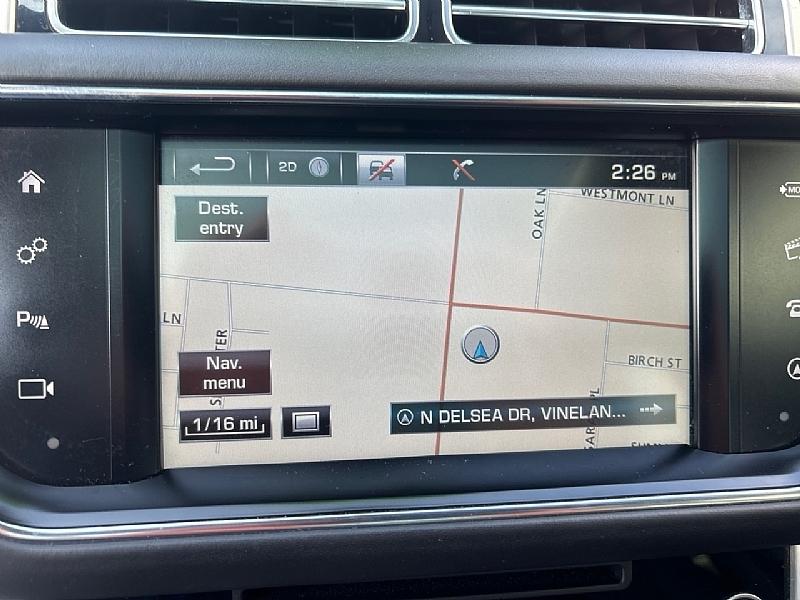 2D
2:26 PM
Dest.
entry
OAK LN
WESTMONT LN
LN
BIRCH ST
Nav.
menu
1/16 mi
N DELSEA DR, VINELAN...
P